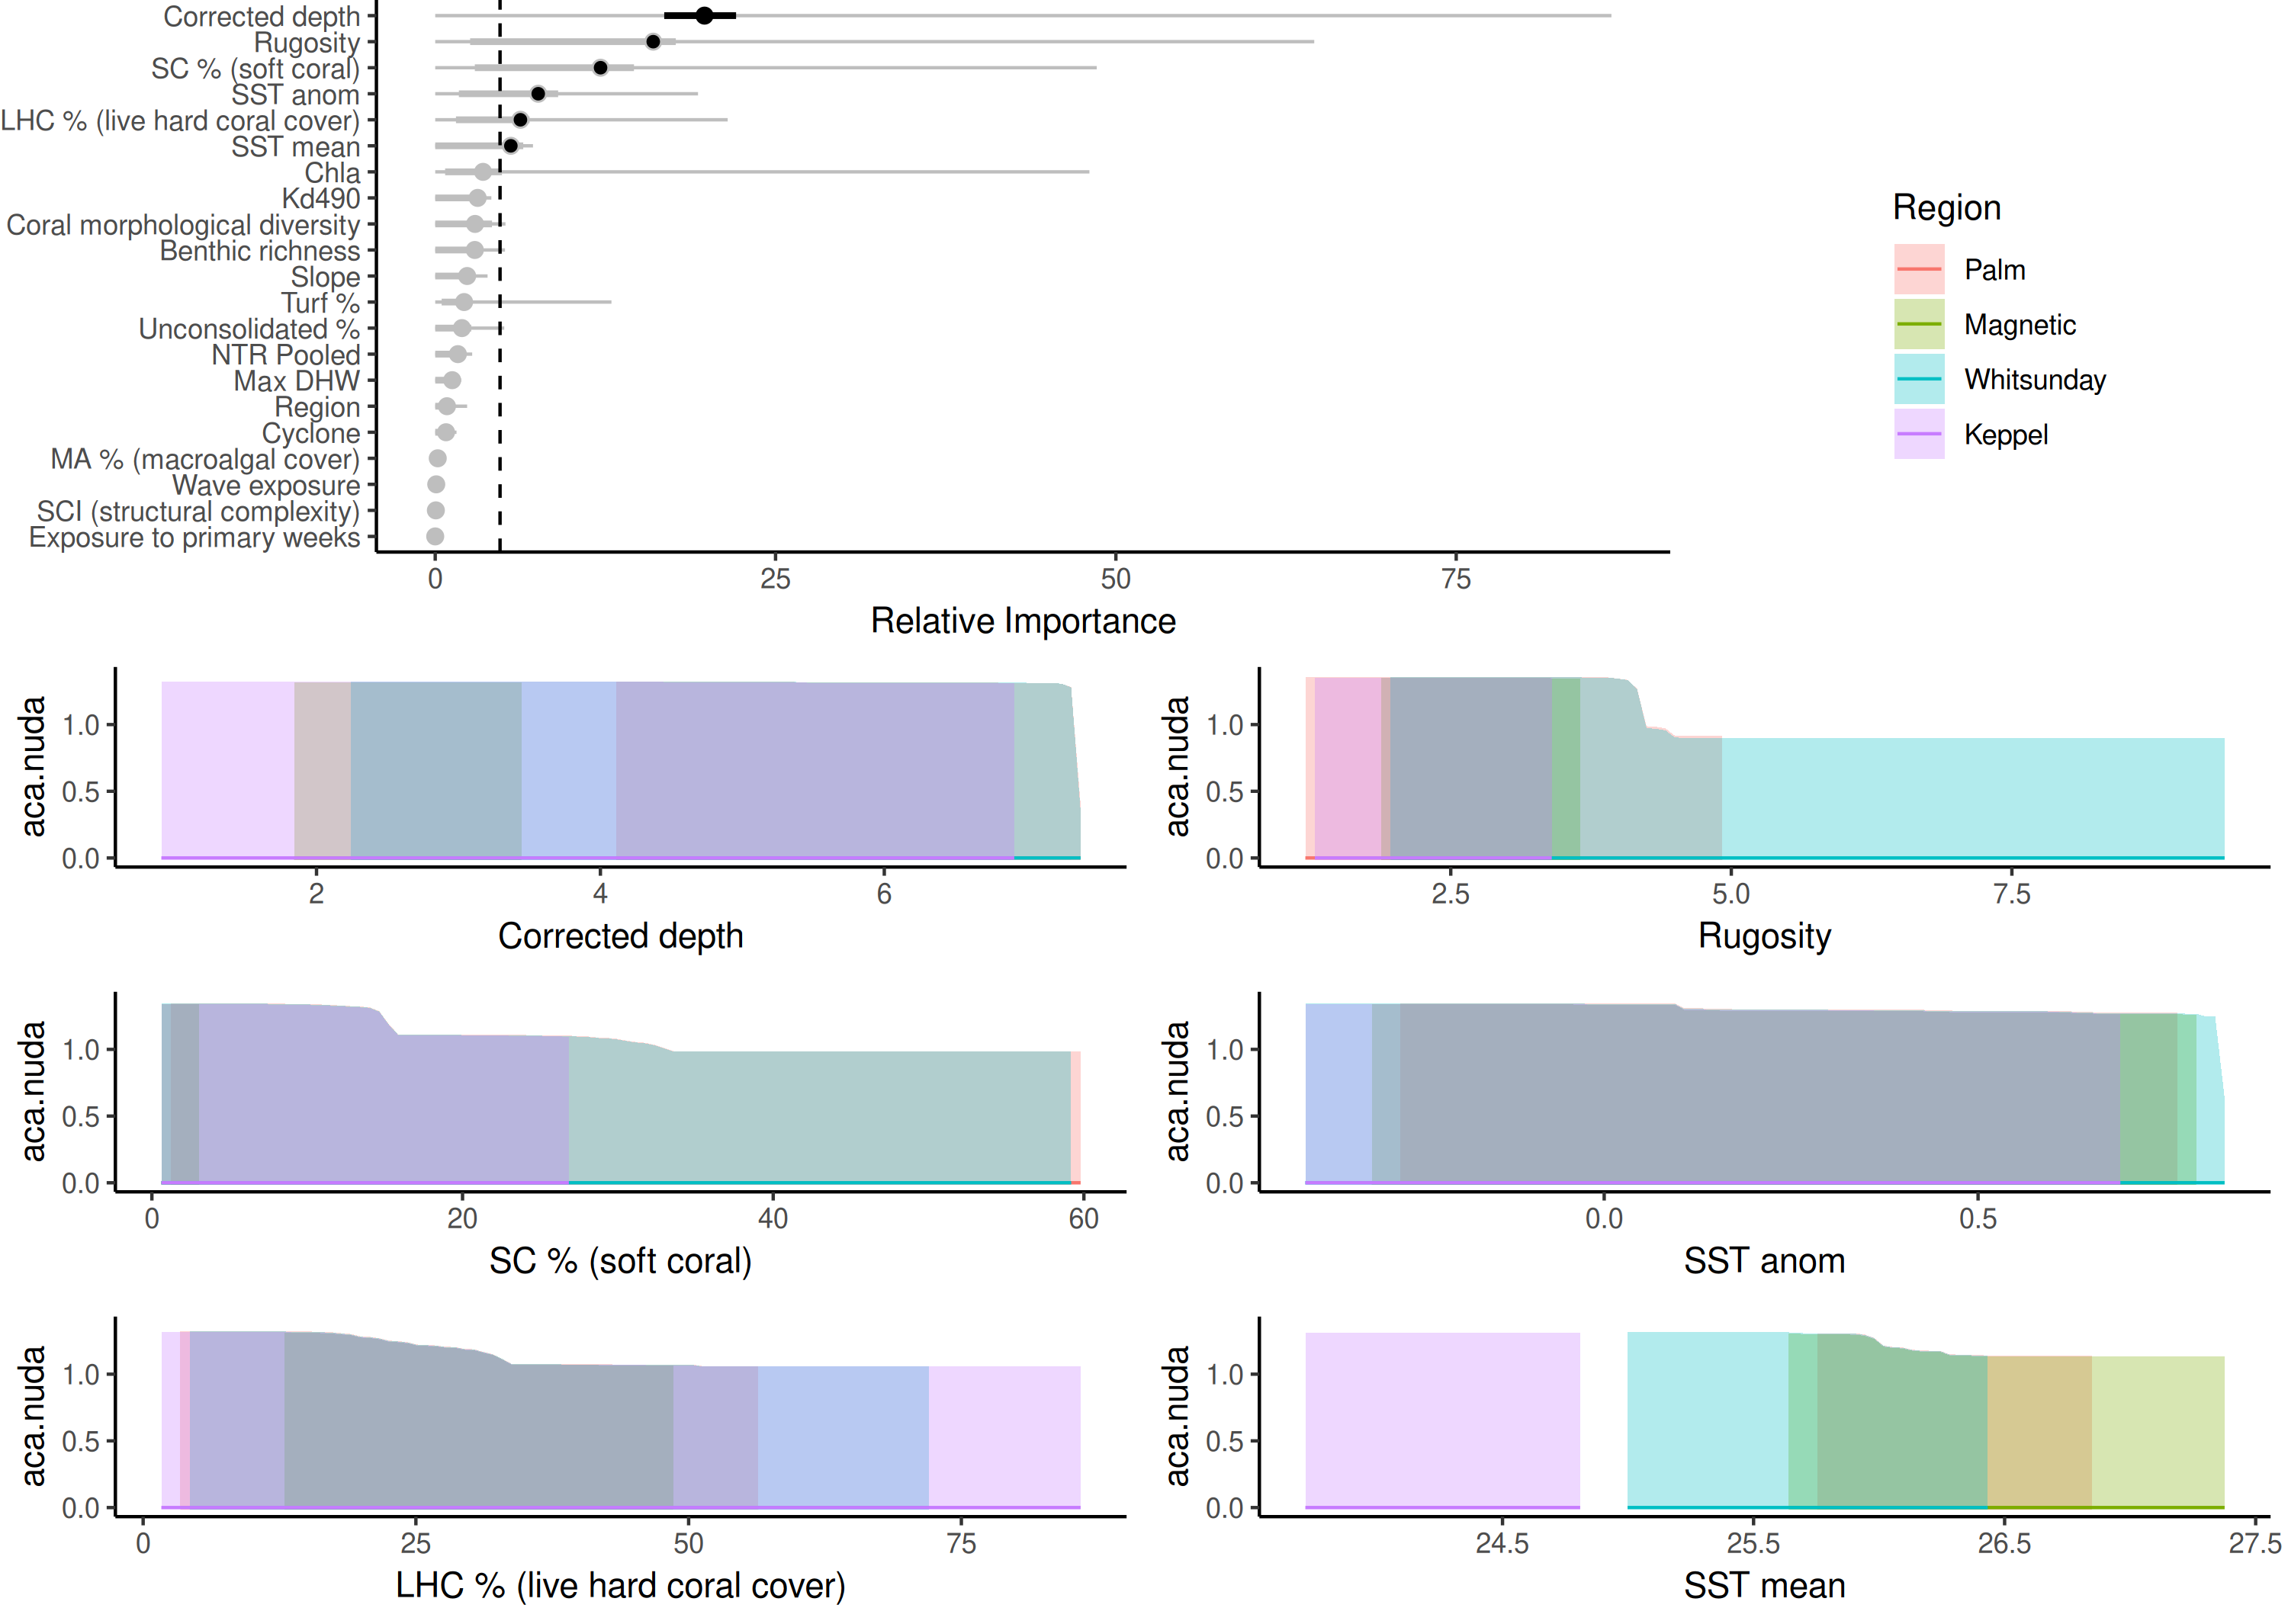 Corrected depth
Rugosity
SC % (soft coral)
SST anom
LHC % (live hard coral cover)
SST mean
Chla
Kd490
Coral morphological diversity
Benthic richness
Slope
Turf %
Unconsolidated %
NTR Pooled
Max DHW
Region
Cyclone
MA % (macroalgal cover)
Wave exposure
SCI (structural complexity)
Exposure to primary weeks
0 25 50 75
Relative Importance
Region
Palm
Magnetic
Whitsunday
Keppel
aca.nuda
1.0
0.5
0.0
2 4 6
Corrected depth
aca.nuda
1.0
0.5
0.0
2.5 5.0 7.5
Rugosity
aca.nuda
1.0
0.5
0.0
0 20 40 60
SC % (soft coral)
aca.nuda
1.0
0.5
0.0
0.0 0.5
SST anom
aca.nuda
1.0
0.5
0.0
0 25 50 75
LHC % (live hard coral cover)
aca.nuda
1.0
0.5
0.0
24.5 25.5 26.5 27.5
SST mean